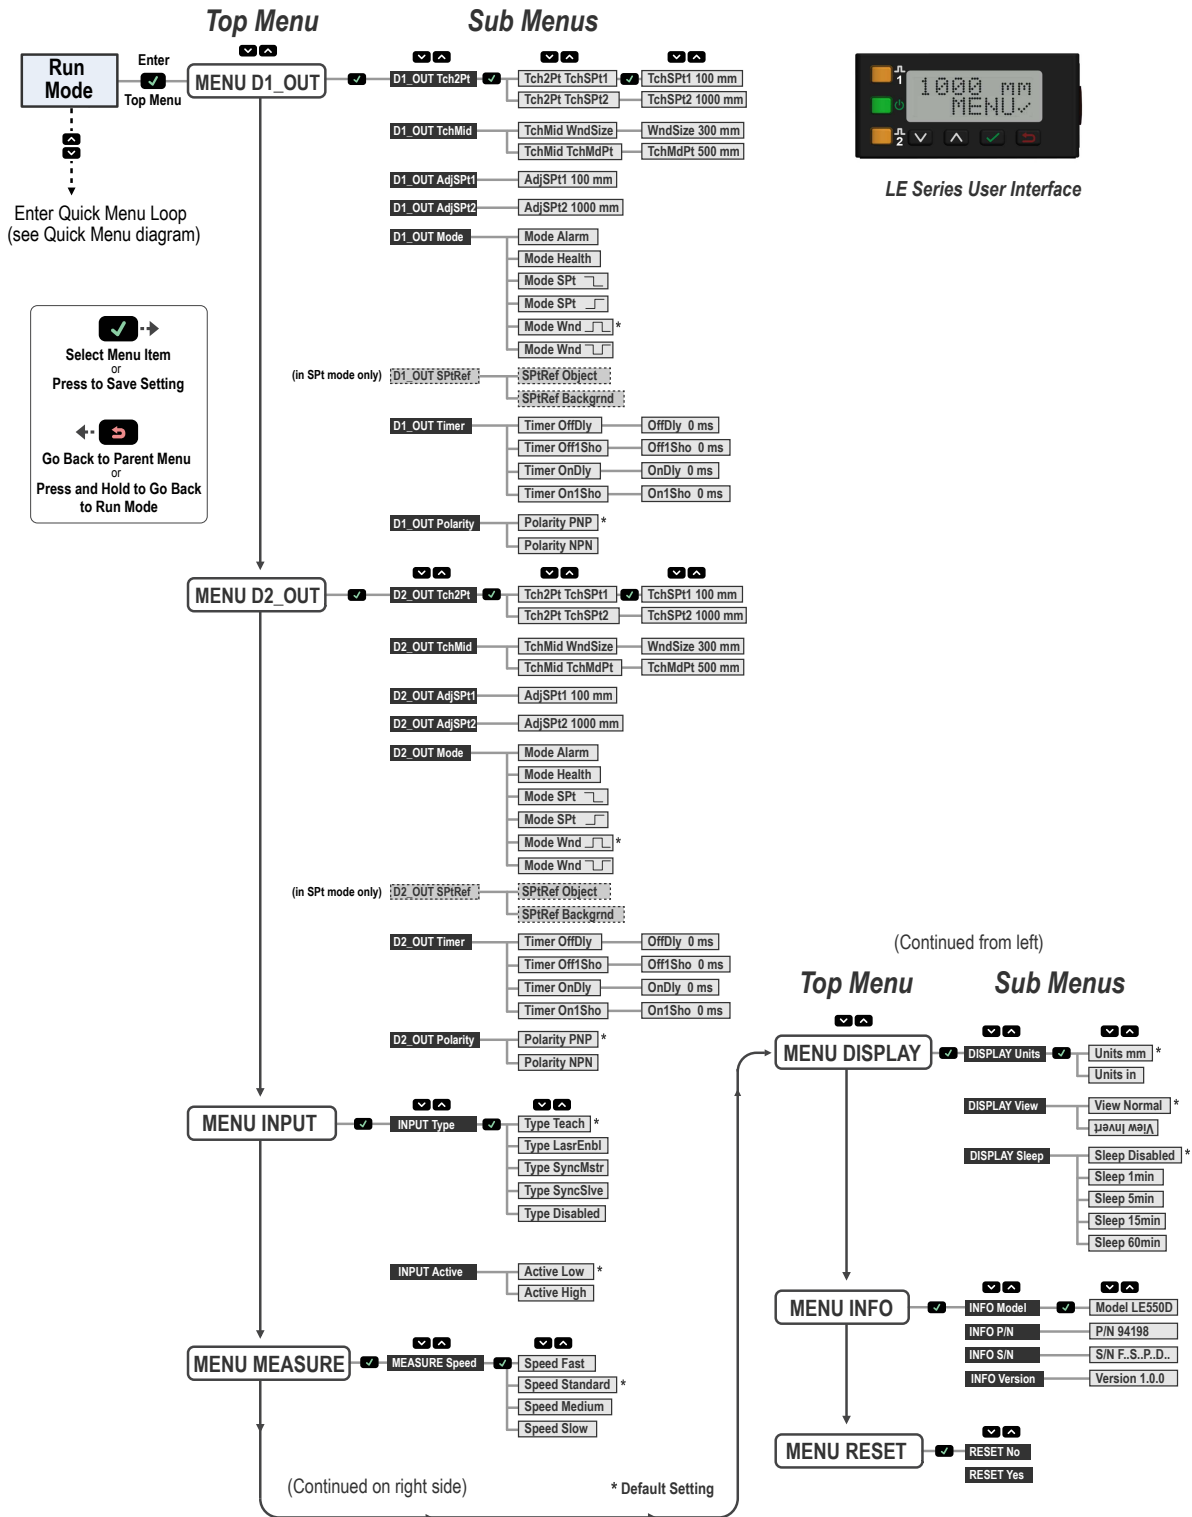 Top Menu
Sub Menus
Run
Mode
Enter
Top Menu
Enter Quick Menu Loop
(see Quick Menu diagram)
Select Menu Item
or
Press to Save Setting
Go Back to Parent Menu
or
Press and Hold to Go Back
to Run Mode
1000 mm
MENU✓
1
2
LE Series User Interface
MENU D1_OUT
D1_OUT Tch2Pt
Tch2Pt TchSPt1
TchSPt1 100 mm
Tch2Pt TchSPt2
TchSPt2 1000 mm
D1_OUT TchMid
TchMid WndSize
WndSize 300 mm
TchMid TchMdPt
TchMdPt 500 mm
D1_OUT AdjSPt1
AdjSPt1 100 mm
D1_OUT AdjSPt2
AdjSPt2 1000 mm
D1_OUT Mode
Mode Alarm
Mode Health
Mode SPt
Mode SPt
Mode Wnd *
Mode Wnd
(in SPt mode only)
D1_OUT SPtRef
SPtRef Object
SPtRef Backgrnd
D1_OUT Timer
Timer OffDly
OffDly 0 ms
Timer Off1Sho
Off1Sho 0 ms
Timer OnDly
OnDly 0 ms
Timer On1Sho
On1Sho 0 ms
D1_OUT Polarity
Polarity PNP *
Polarity NPN
MENU D2_OUT
D2_OUT Tch2Pt
Tch2Pt TchSPt1
TchSPt1 100 mm
Tch2Pt TchSPt2
TchSPt2 1000 mm
D2_OUT TchMid
TchMid WndSize
WndSize 300 mm
TchMid TchMdPt
TchMdPt 500 mm
D2_OUT AdjSPt1
AdjSPt1 100 mm
D2_OUT AdjSPt2
AdjSPt2 1000 mm
D2_OUT Mode
Mode Alarm
Mode Health
Mode SPt
Mode SPt
Mode Wnd *
Mode Wnd
(in SPt mode only)
D2_OUT SPtRef
SPtRef Object
SPtRef Backgrnd
D2_OUT Timer
Timer OffDly
OffDly 0 ms
Timer Off1Sho
Off1Sho 0 ms
Timer OnDly
OnDly 0 ms
Timer On1Sho
On1Sho 0 ms
D2_OUT Polarity
Polarity PNP *
Polarity NPN
MENU INPUT
INPUT Type
Type Teach *
Type LasrEnbl
Type SyncMstr
Type SyncSlve
Type Disabled
INPUT Active
Active Low *
Active High
MENU MEASURE
MEASURE Speed
Speed Fast
Speed Standard *
Speed Medium
Speed Slow
(Continued on right side)
* Default Setting
(Continued from left)
Top Menu
Sub Menus
MENU DISPLAY
DISPLAY Units
Units mm *
Units in
DISPLAY View
View Normal *
View Invert
DISPLAY Sleep
Sleep Disabled *
Sleep 1min
Sleep 5min
Sleep 15min
Sleep 60min
MENU INFO
INFO Model
Model LE550D
INFO P/N
P/N 94198
INFO S/N
S/N F..S..P..D..
INFO Version
Version 1.0.0
MENU RESET
RESET No
RESET Yes